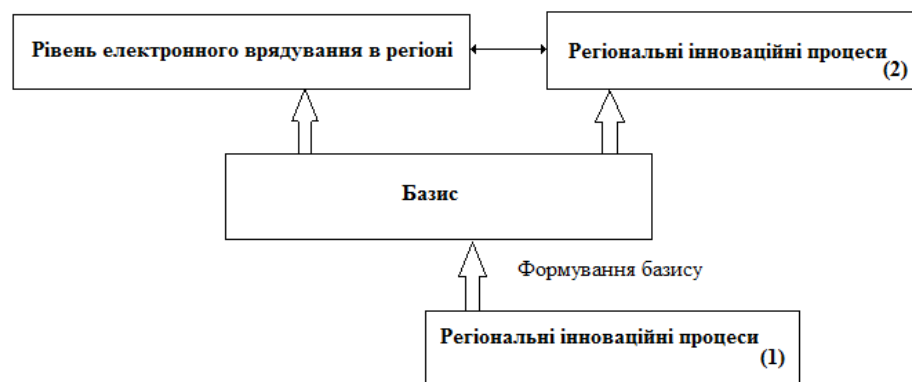 Рівень електронного врядування в регіоні
Регіональні інноваційні процеси
(2)
Базис
Формування базису
Регіональні інноваційні процеси
(1)